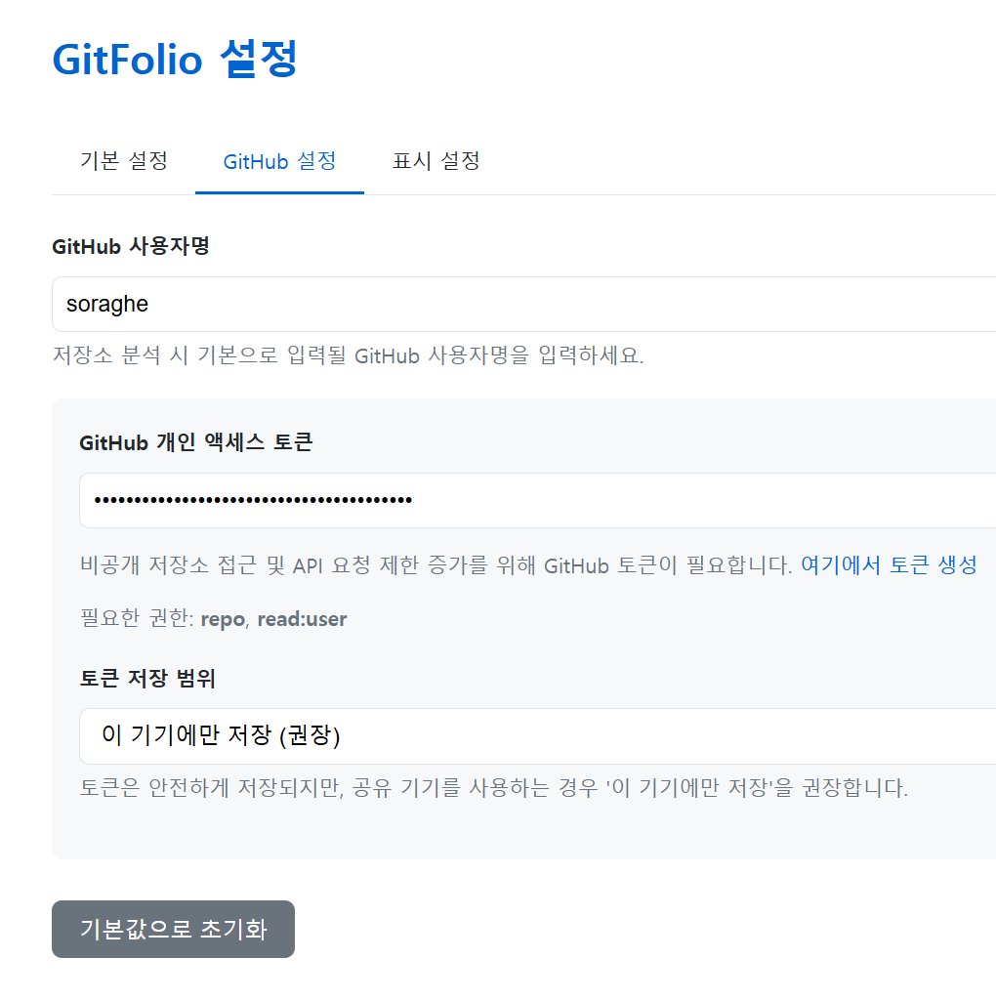 GitFolio 설정
기본 설정 GitHub 설정 표시 설정
GitHub 사용자명
soraghe
저장소 분석 시 기본으로 입력될 GitHub 사용자명을 입력하세요.
GitHub 개인 액세스 토큰
••••••••••••••••••••••••••••••••••••••••
비공개 저장소 접근 및 API 요청 제한 증가를 위해 GitHub 토큰이 필요합니다. 여기에서 토큰 생성
필요한 권한: repo, read:user
토큰 저장 범위
이 기기에만 저장 (권장)
토큰은 안전하게 저장되지만, 공유 기기를 사용하는 경우 '이 기기에만 저장'을 권장합니다.
기본값으로 초기화